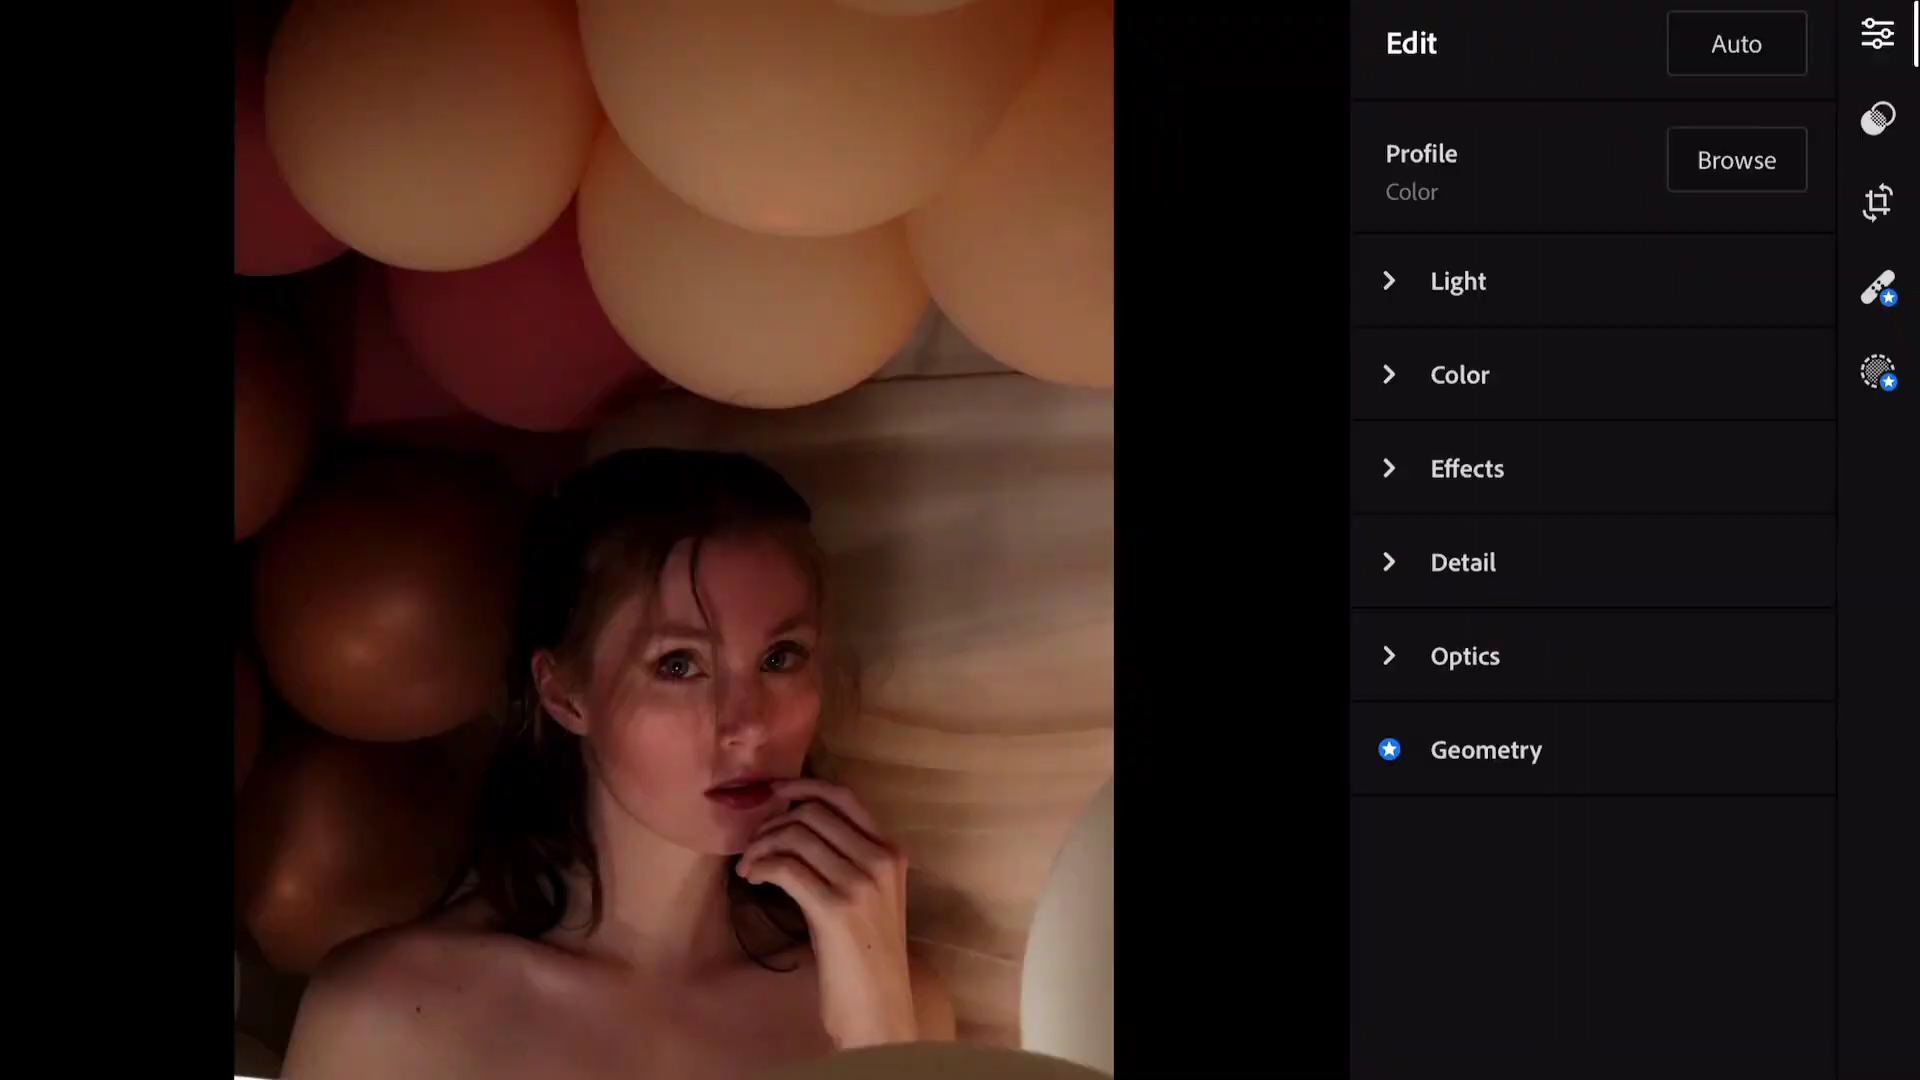 Edit
Auto
Profile
Browse
Color
Light
Color
Effects
Detail
Optics
Geometry